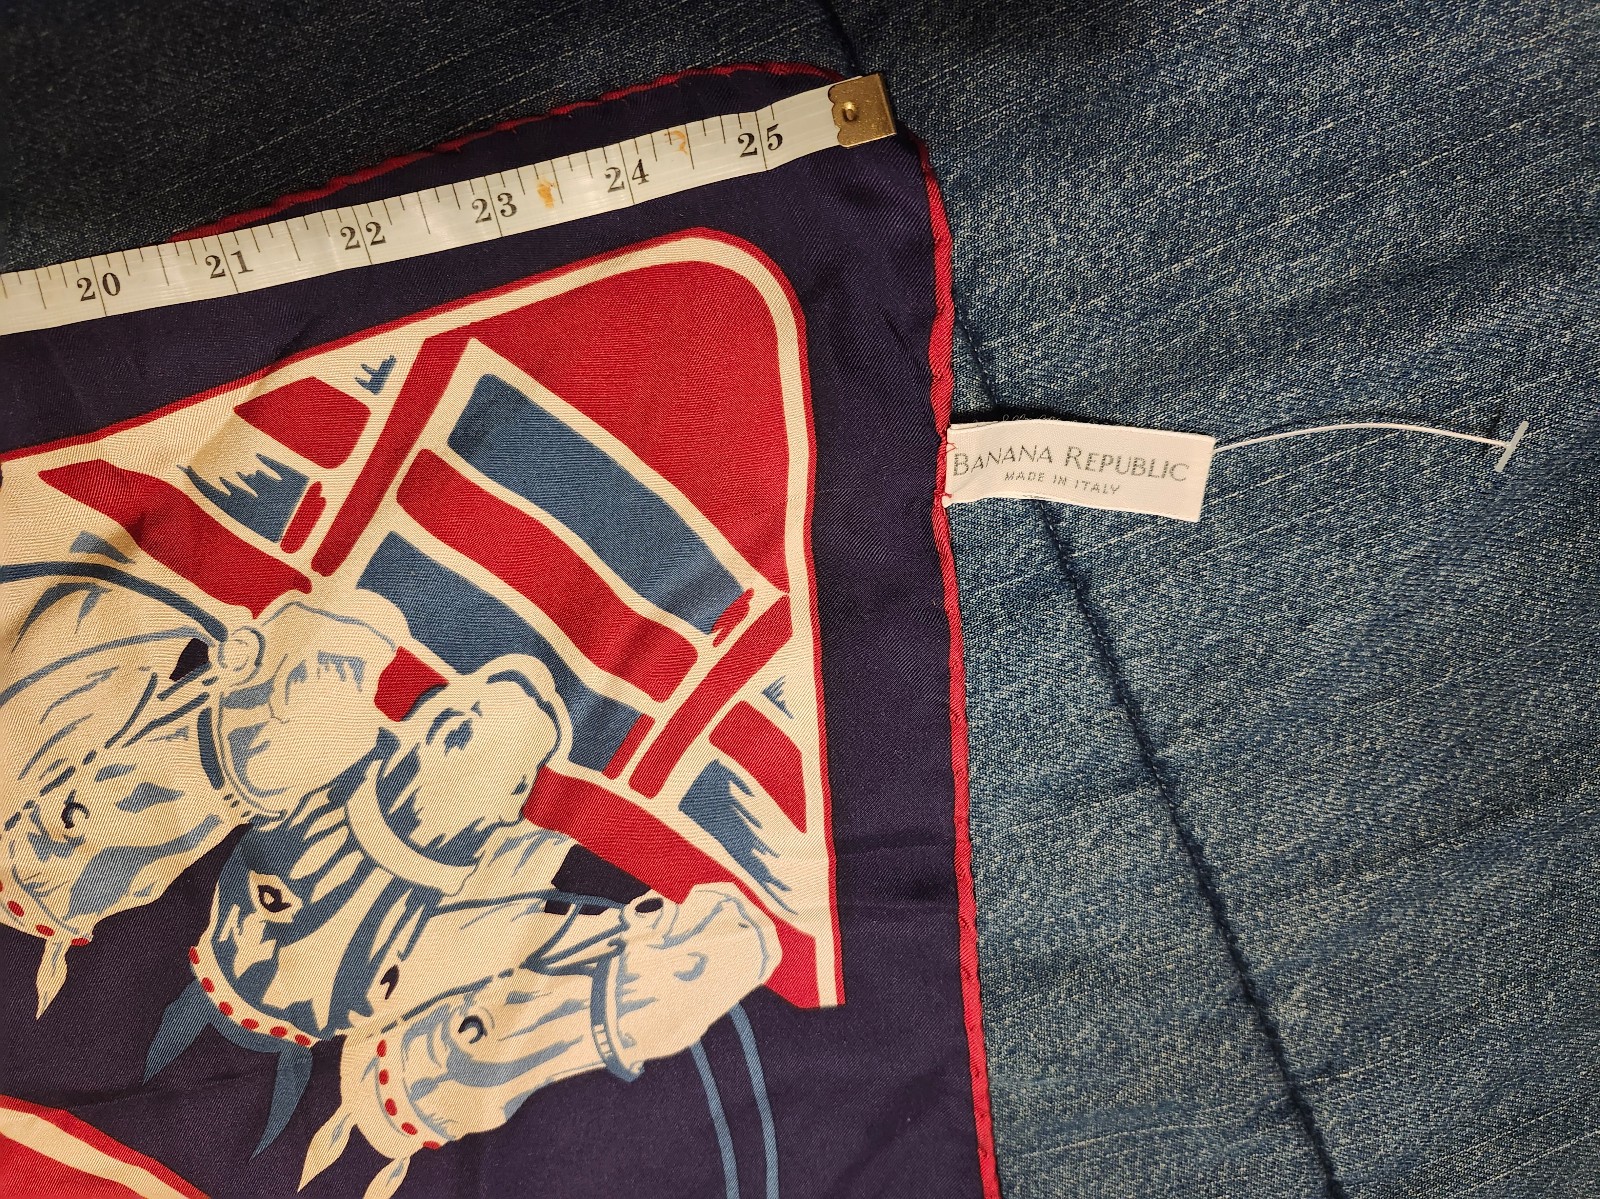 20 21 22 23 24 25
BANANA REPUBLIC
MADE IN ITALY